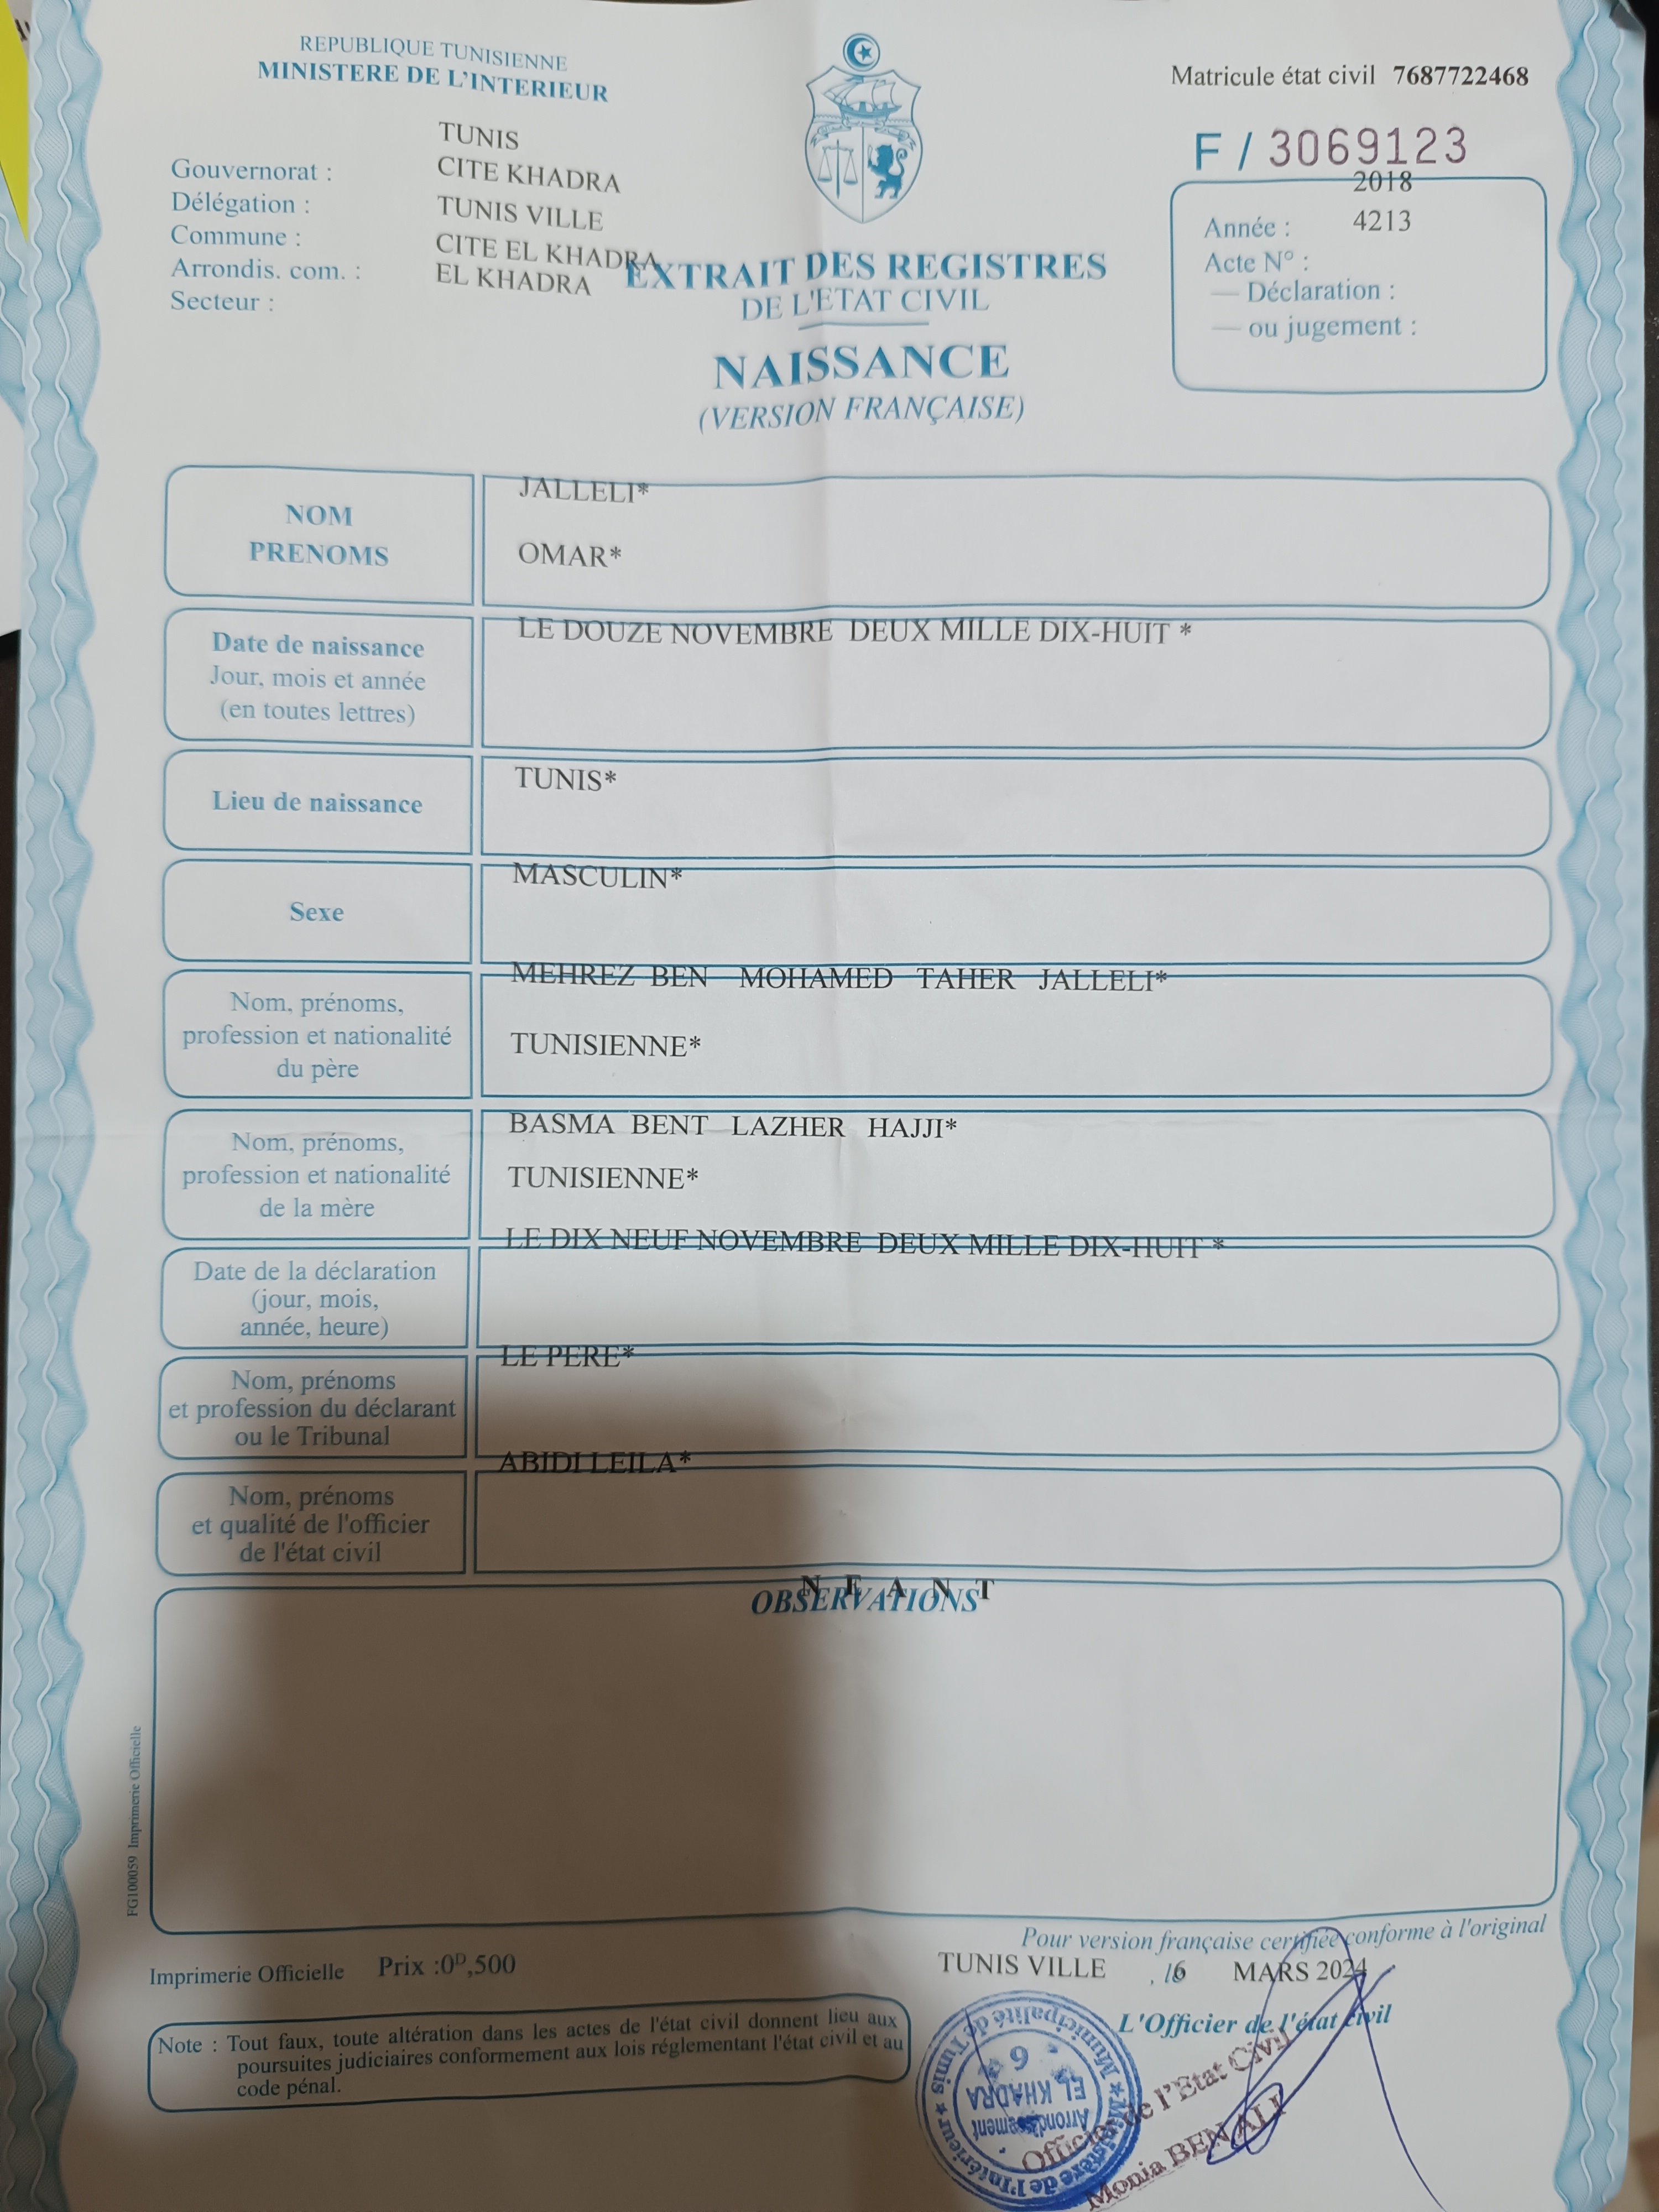 REPUBLIQUE TUNISIENNE
MINISTERE DE L'INTERIEUR
Matricule état civil 7687722468
F / 3069123
TUNIS
Gouvernorat : CITE KHADRA
Délégation : TUNIS VILLE
Commune : CITE EL KHADRA
Arrondis. com. : EL KHADRA
Secteur :
2018
Année : 4213
Acte N° :
— Déclaration :
— ou jugement :
EXTRAIT DES REGISTRES
DE L'ETAT CIVIL
NAISSANCE
(VERSION FRANÇAISE)
NOM
PRENOMS
JALLELI*
OMAR*
Date de naissance
Jour, mois et année
(en toutes lettres)
LE DOUZE NOVEMBRE DEUX MILLE DIX-HUIT *
Lieu de naissance
TUNIS*
Sexe
MASCULIN*
Nom, prénoms,
profession et nationalité
du père
MEHREZ BEN MOHAMED TAHER JALLELI*
TUNISIENNE*
Nom, prénoms,
profession et nationalité
de la mère
BASMA BENT LAZHER HAJJI*
TUNISIENNE*
Date de la déclaration
(jour, mois,
année, heure)
LE DIX NEUF NOVEMBRE DEUX MILLE DIX-HUIT *
Nom, prénoms
et profession du déclarant
ou le Tribunal
LE PERE*
Nom, prénoms
et qualité de l'officier
de l'état civil
ABIDI LEILA*
OBSERVATIONS
N E A N T
FG100059 Imprimerie Officielle
Pour version française certifiée conforme à l'original
Imprimerie Officielle Prix :0ᴰ,500
TUNIS VILLE , 16 MARS 2024
L'Officier de l'état civil
Note : Tout faux, toute altération dans les actes de l'état civil donnent lieu aux
poursuites judiciaires conformement aux lois réglementant l'état civil et au
code pénal.
Municipalité de Tunis
★ Ministère de l'Intérieur ★
Arrondissement
EL KHADRA
6
Officier de l'Etat Civil
Monia BEN ALI